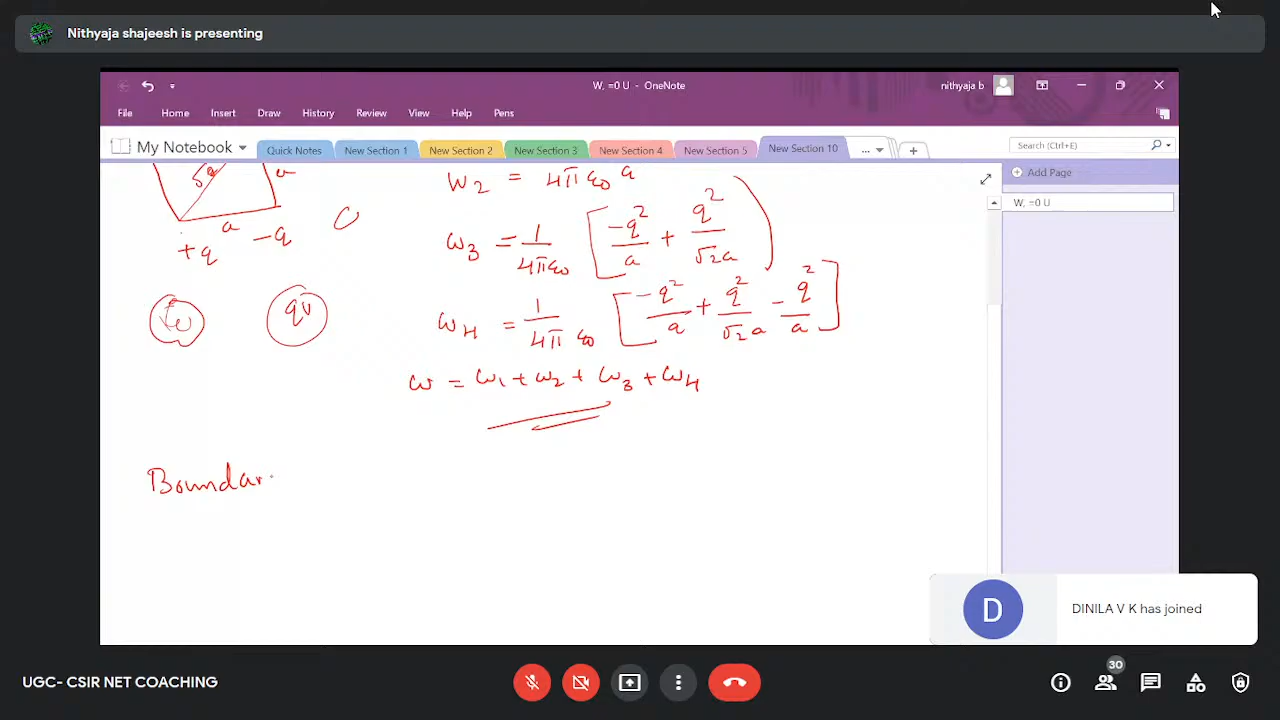 Nithyaja shajeesh is presenting
W, =0 U - OneNote
nithyaja b
File Home Insert Draw History Review View Help Pens
My Notebook Quick Notes New Section 1 New Section 2 New Section 3 New Section 4 New Section 5 New Section 10 ... + Search (Ctrl+E)
Add Page
W, =0 U
√2a a
a
+q -q
W2 = 4πε0 a
W3 = 1/4πε0 [-q²/a + q²/√2a)
qv
W4 = 1/4πε0 [-q²/a + q²/√2a - q²/a]
W = W1 + W2 + W3 + W4
Boundar
D DINILA V K has joined
UGC- CSIR NET COACHING
30